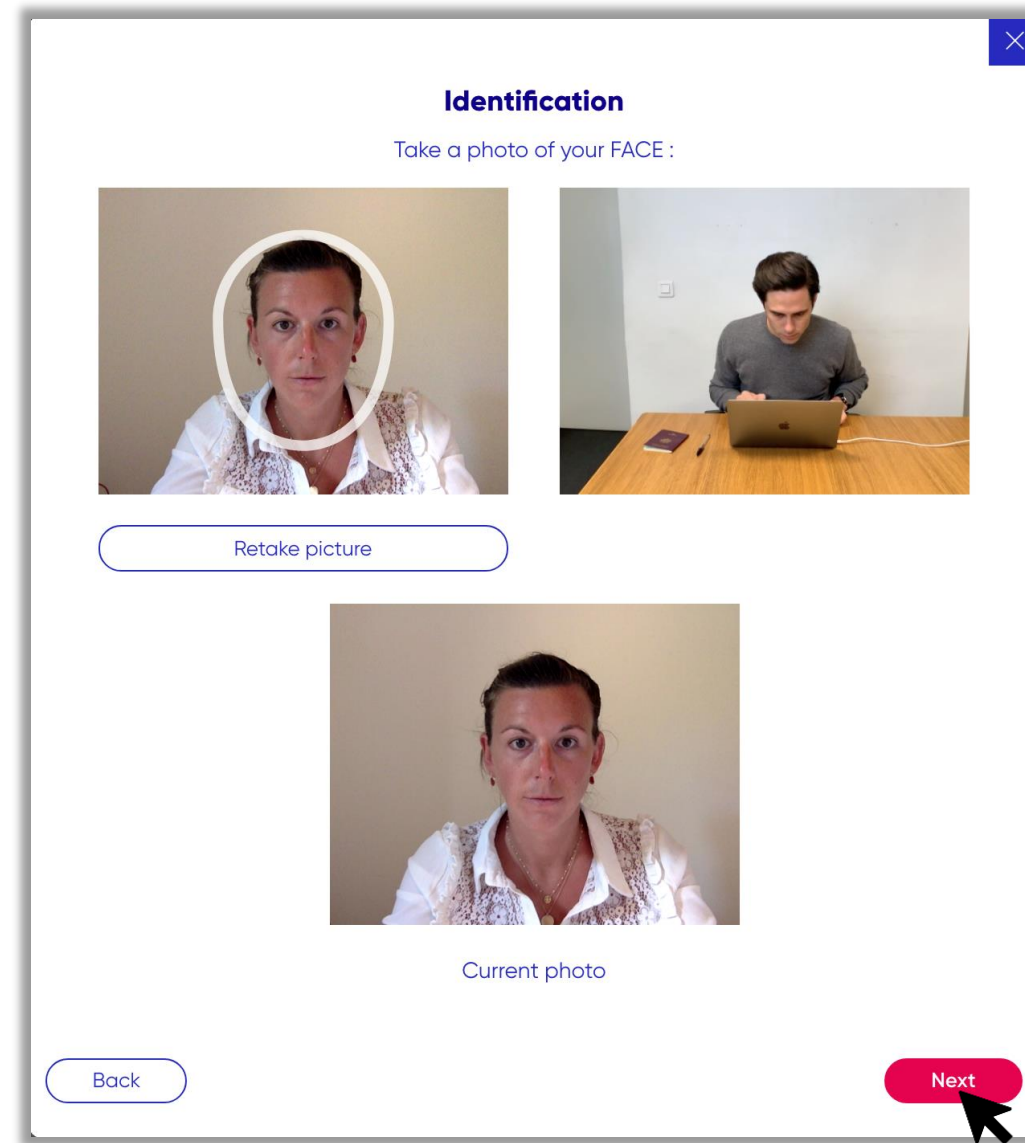 Identification
Take a photo of your FACE :
Retake picture
Current photo
Back
Next